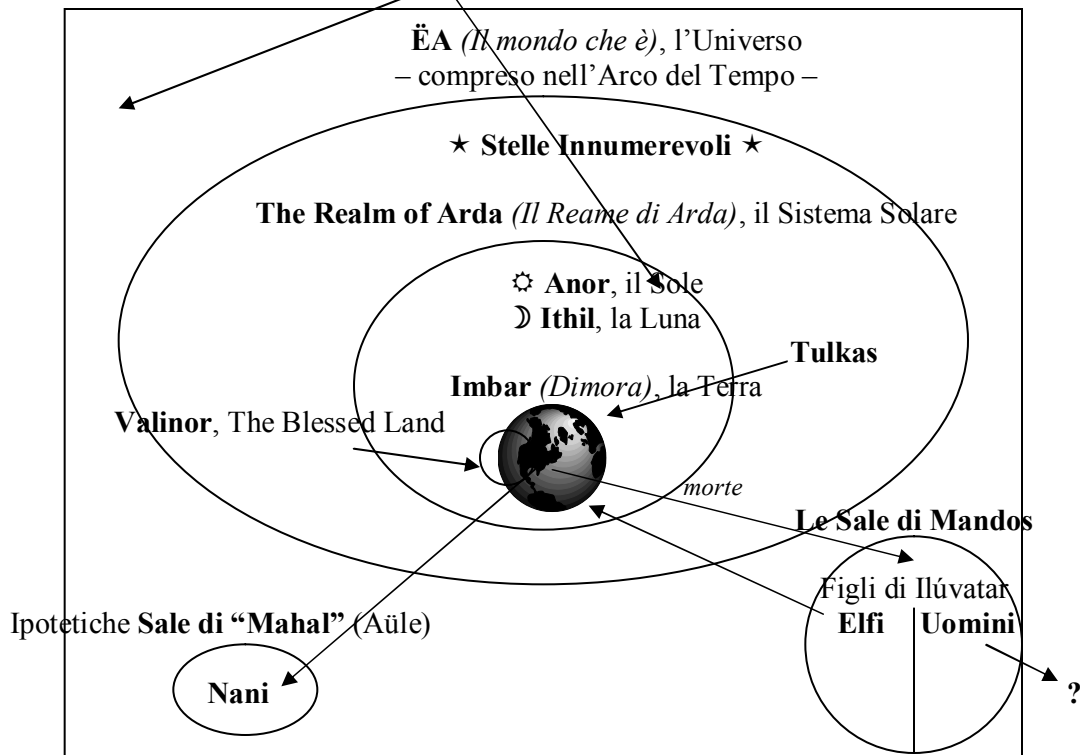 ËA (Il mondo che è), l'Universo
– compreso nell'Arco del Tempo –
★ Stelle Innumerevoli ★
The Realm of Arda (Il Reame di Arda), il Sistema Solare
☼ Anor, il Sole
☽ Ithil, la Luna
Tulkas
Imbar (Dimora), la Terra
Valinor, The Blessed Land
morte
Le Sale di Mandos
Figli di Ilúvatar
Elfi Uomini
Ipotetiche Sale di “Mahal” (Aüle)
Nani
?